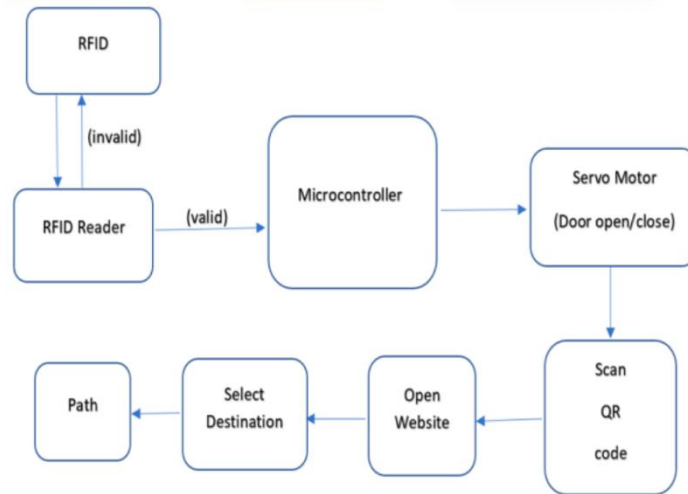 RFID
(invalid)
RFID Reader
(valid)
Microcontroller
Servo Motor
(Door open/close)
Scan
QR
code
Open
Website
Select
Destination
Path